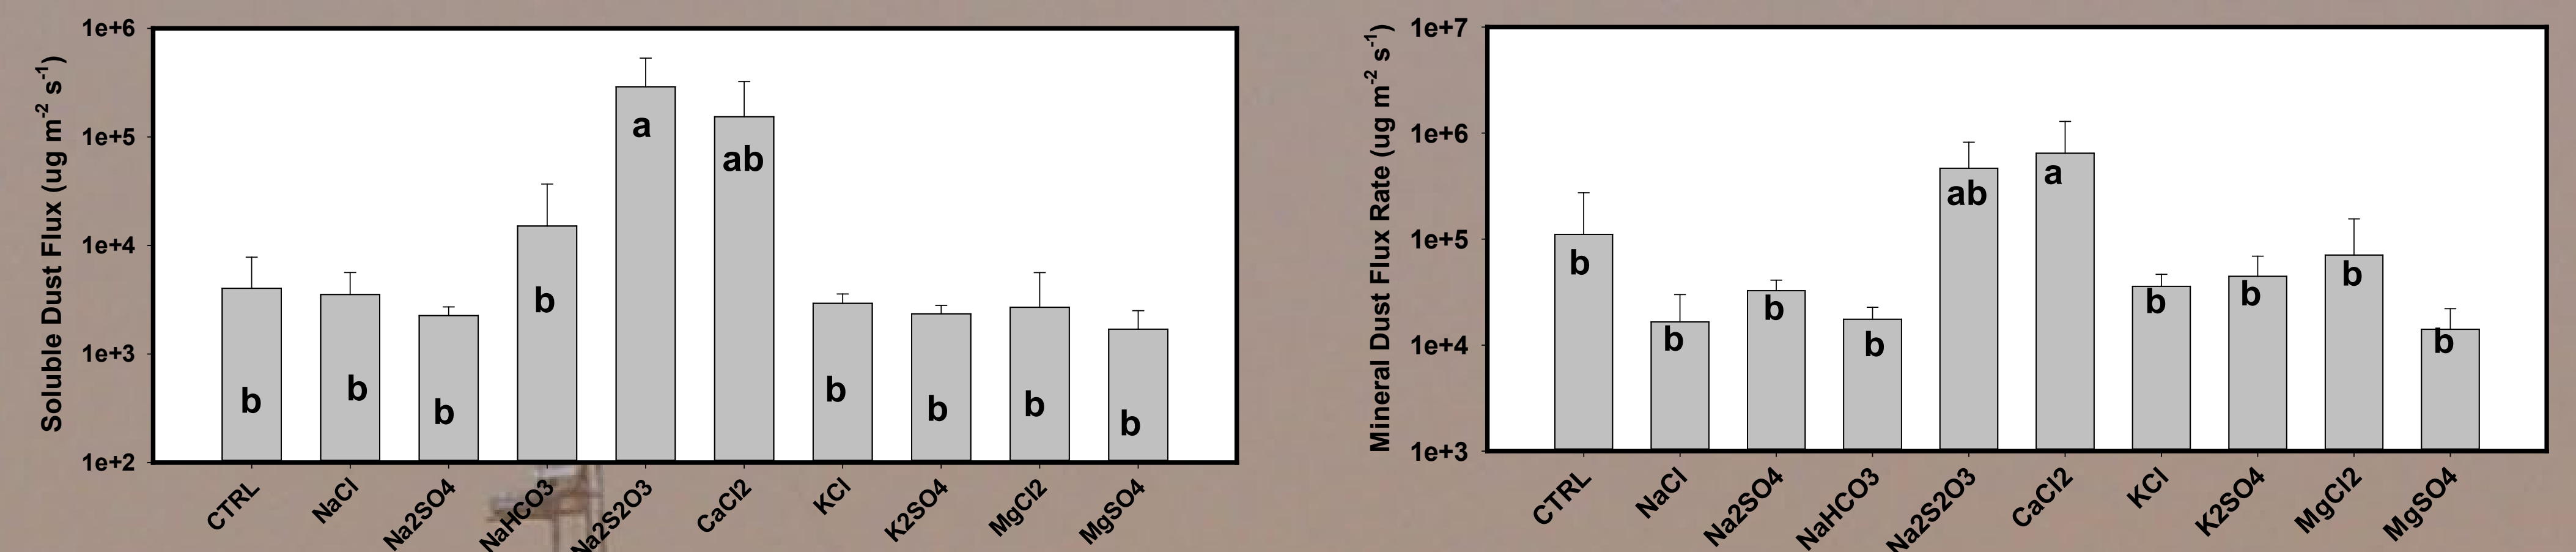 Soluble Dust Flux (ug m-2 s-1)
1e+6
1e+5
1e+4
1e+3
1e+2
b
b
b
b
a
ab
b
b
b
b
CTRL
NaCl
Na2SO4
NaHCO3
Na2S2O3
CaCl2
KCl
K2SO4
MgCl2
MgSO4
Mineral Dust Flux Rate (ug m-2 s-1)
1e+7
1e+6
1e+5
1e+4
1e+3
b
b
b
b
ab
a
b
b
b
b
CTRL
NaCl
Na2SO4
NaHCO3
Na2S2O3
CaCl2
KCl
K2SO4
MgCl2
MgSO4